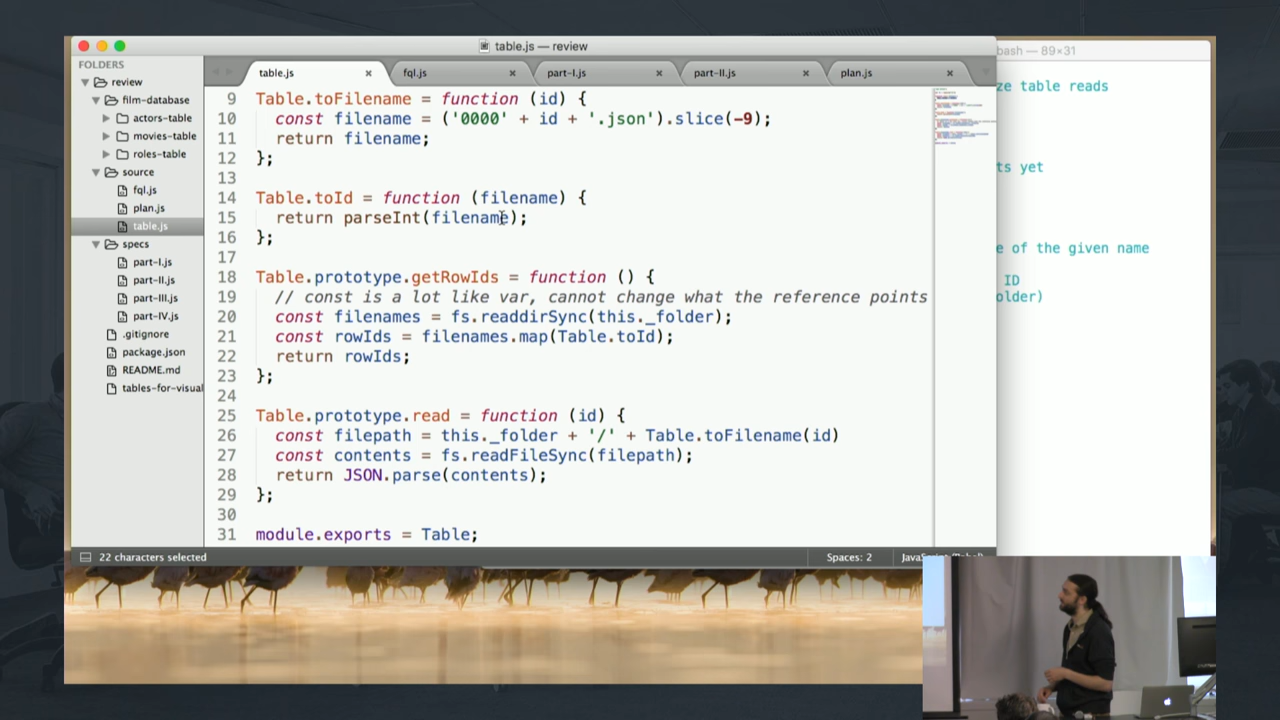 table.js — review
bash — 89×31
FOLDERS
review
film-database
actors-table
movies-table
roles-table
source
fql.js
plan.js
table.js
specs
part-I.js
part-II.js
part-III.js
part-IV.js
.gitignore
package.json
README.md
tables-for-visual
table.js
fql.js
part-I.js
part-II.js
plan.js
9 Table.toFilename = function (id) {
10 const filename = ('0000' + id + '.json').slice(-9);
11 return filename;
12 };
13
14 Table.toId = function (filename) {
15 return parseInt(filename);
16 };
17
18 Table.prototype.getRowIds = function () {
19 // const is a lot like var, cannot change what the reference points
20 const filenames = fs.readdirSync(this._folder);
21 const rowIds = filenames.map(Table.toId);
22 return rowIds;
23 };
24
25 Table.prototype.read = function (id) {
26 const filepath = this._folder + '/' + Table.toFilename(id)
27 const contents = fs.readFileSync(filepath);
28 return JSON.parse(contents);
29 };
30
31 module.exports = Table;
22 characters selected
Spaces: 2
ze table reads
ts yet
e of the given name
ID
older)